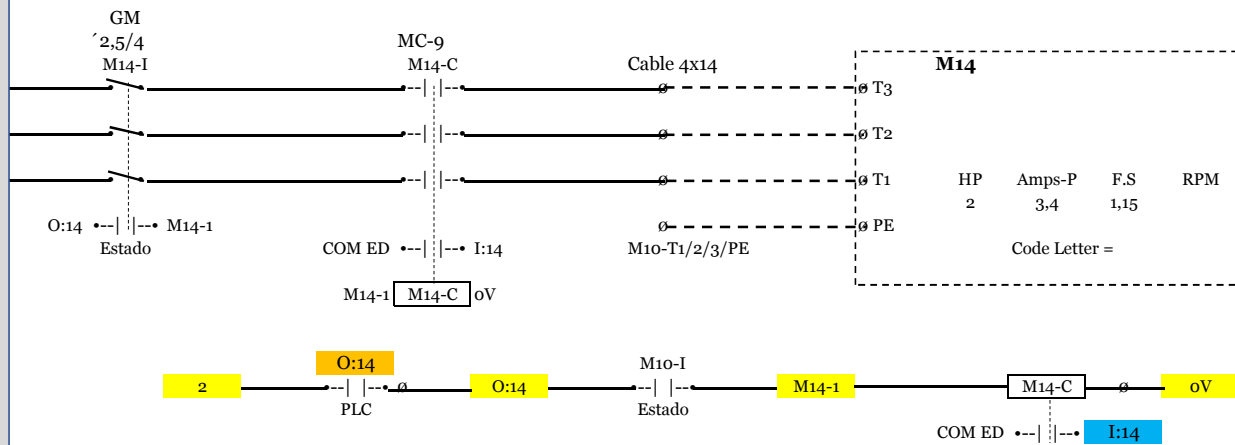 GM
´2,5/4
M14-I
MC-9
M14-C
Cable 4x14
M14
ø T3
ø T2
ø T1
HP Amps-P F.S RPM
2 3,4 1,15
ø PE
O:14 •--| |--• M14-1
Estado
COM ED •--| |--• I:14
M10-T1/2/3/PE
Code Letter =
M14-1 M14-C 0V
O:14
M10-I
2 •--| |--• ø O:14 •--| |--• M14-1 M14-C ø 0V
PLC
Estado
COM ED •--| |--• I:14